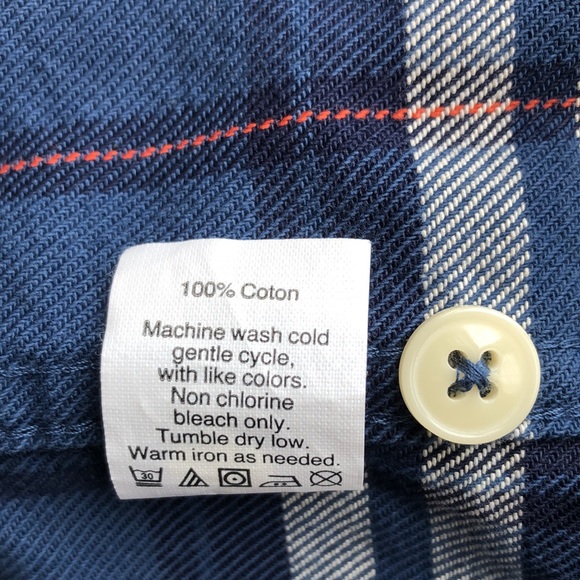 100% Coton
Machine wash cold
gentle cycle,
with like colors.
Non chlorine
bleach only.
Tumble dry low.
Warm iron as needed.
30